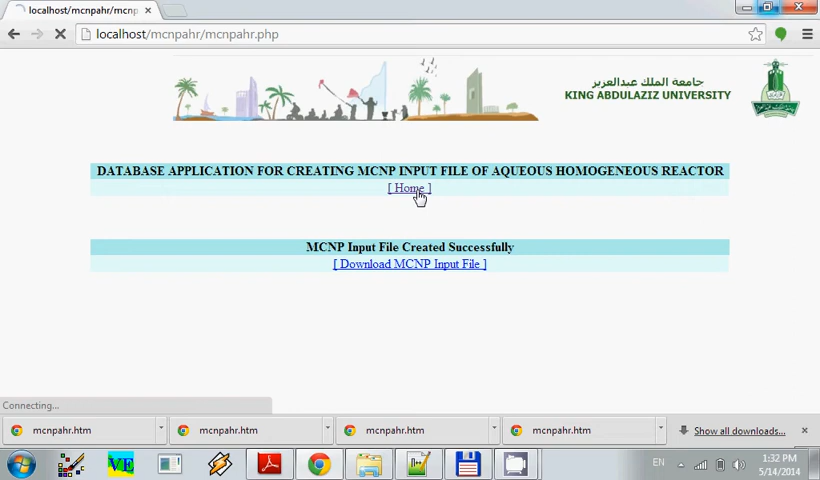 localhost/mcnpahr/mcnp
localhost/mcnpahr/mcnpahr.php
جامعة الملك عبدالعزيز
KING ABDULAZIZ UNIVERSITY
DATABASE APPLICATION FOR CREATING MCNP INPUT FILE OF AQUEOUS HOMOGENEOUS REACTOR
[ Home ]
MCNP Input File Created Successfully
[ Download MCNP Input File ]
Connecting...
mcnpahr.htm
mcnpahr.htm
mcnpahr.htm
mcnpahr.htm
Show all downloads...
VE
EN
1:32 PM
5/14/2014